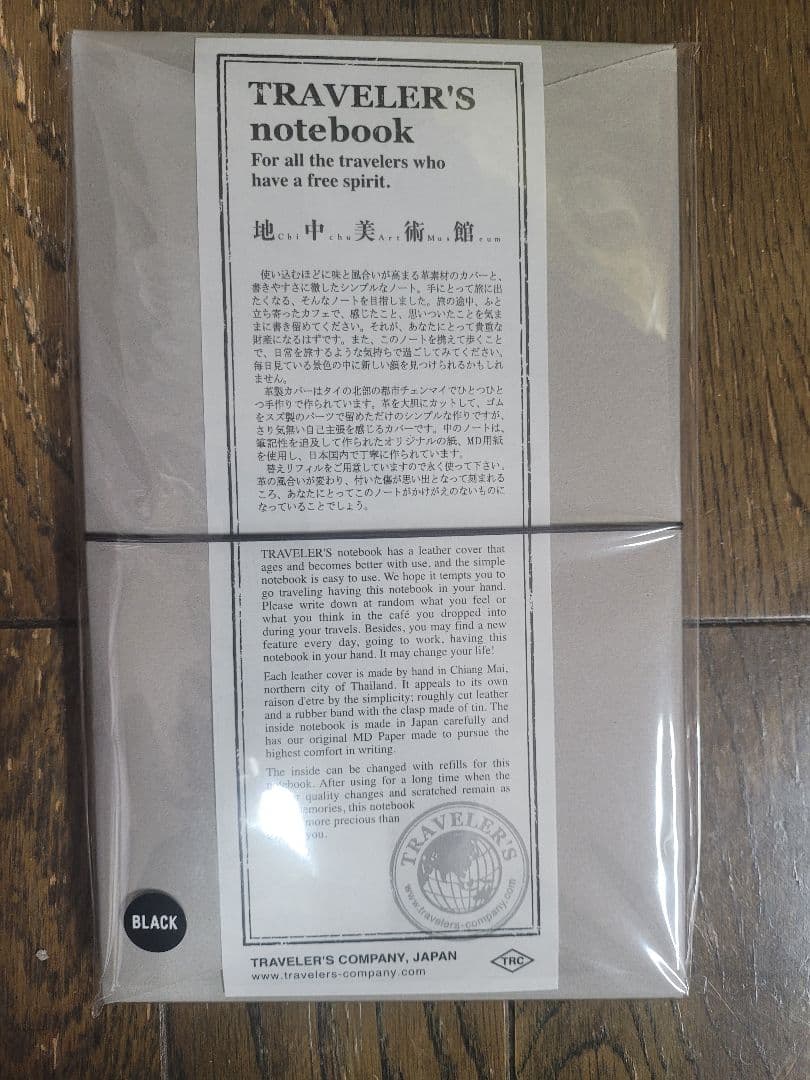 TRAVELER'S
notebook
For all the travelers who
have a free spirit.
地Chi中chu美Art術Mus館eum
使い込むほどに味と風合いが高まる革素材のカバーと、
書きやすさに徹したシンプルなノート。手にとって旅に出
たくなる、そんなノートを目指しました。旅の途中、ふと
立ち寄ったカフェで、感じたこと、思いついたことを気ま
まに書き留めてください。それが、あなたにとって貴重な
財産になるはずです。また、このノートを携えて歩くこと
で、日常を旅するような気持ちで過ごしてみてください。
毎日見ている景色の中に新しい顔を見つけられるかもしれ
ません。
革製カバーはタイの北部の都市チェンマイでひとつひと
つ手作りで作られています。革を大胆にカットして、ゴム
をスズ製のパーツで留めただけのシンプルな作りですが、
さり気無い自己主張を感じるカバーです。中のノートは、
筆記性を追及して作られたオリジナルの紙、MD用紙
を使用し、日本国内で丁寧に作られています。
替えリフィルをご用意していますので永く使って下さい。
革の風合いが変わり、付いた傷が思い出となって刻まれる
ころ、あなたにとってこのノートがかけがえのないものに
なっていることでしょう。
TRAVELER'S notebook has a leather cover that
ages and becomes better with use, and the simple
notebook is easy to use. We hope it tempts you to
go traveling having this notebook in your hand.
Please write down at random what you feel or
what you think in the café you dropped into
during your travels. Besides, you may find a new
feature every day, going to work, having this
notebook in your hand. It may change your life!
Each leather cover is made by hand in Chiang Mai,
northern city of Thailand. It appeals to its own
raison d'etre by the simplicity; roughly cut leather
and a rubber band with the clasp made of tin. The
inside notebook is made in Japan carefully and
has our original MD Paper made to pursue the
highest comfort in writing.
The inside can be changed with refills for this
notebook. After using for a long time when the
quality changes and scratched remain as
memories, this notebook
more precious than
you.
TRAVELER'S
www.travelers-company.com
BLACK
TRAVELER'S COMPANY, JAPAN
www.travelers-company.com
TRC